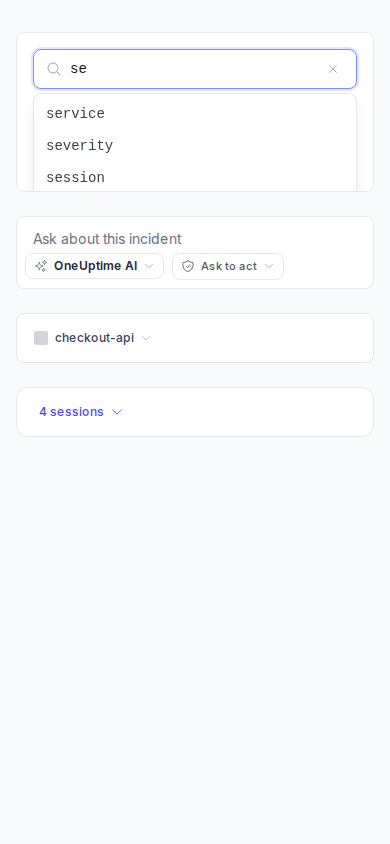 se
service
severity
session
Ask about this incident
OneUptime AI
Ask to act
checkout-api
4 sessions